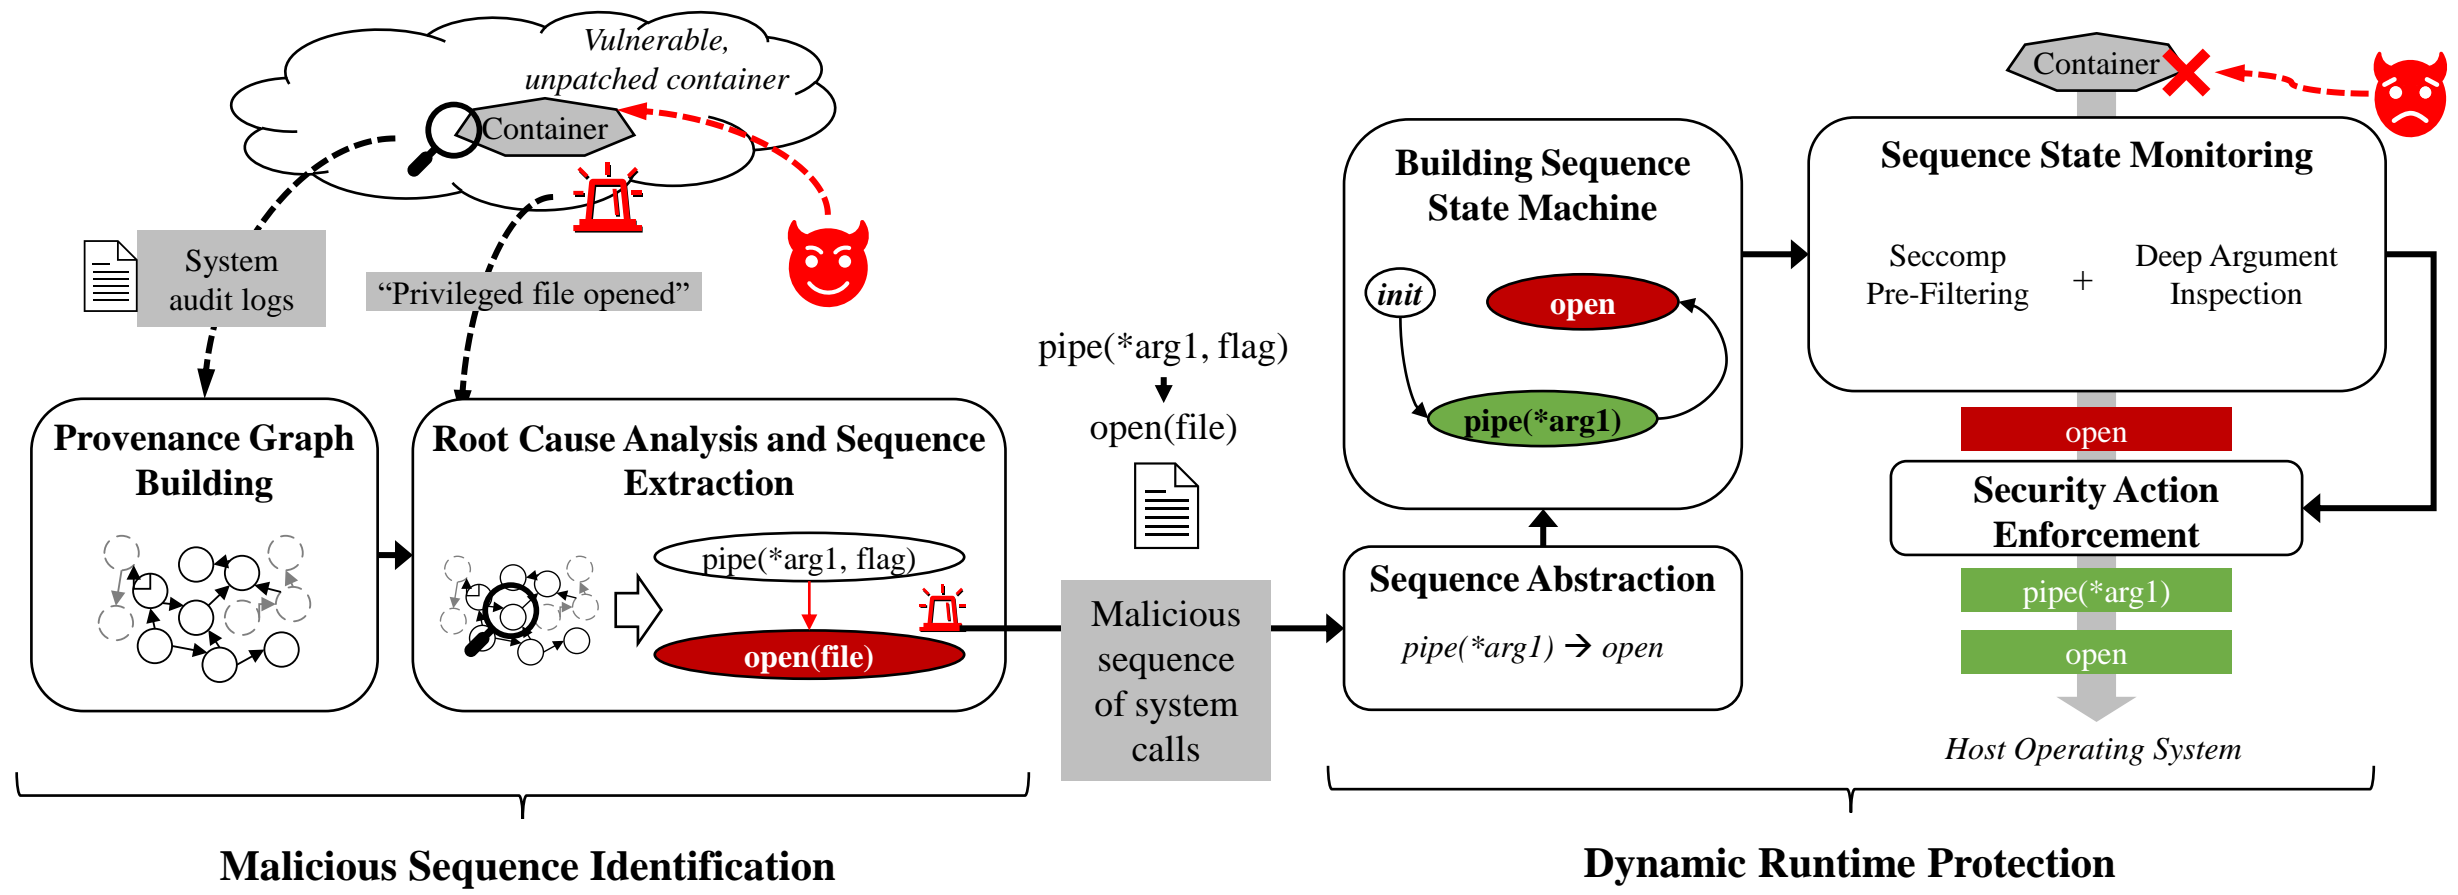 Vulnerable,
unpatched container
Container
System
audit logs
“Privileged file opened”
Provenance Graph
Building
Root Cause Analysis and Sequence
Extraction
pipe(*arg1, flag)
open(file)
pipe(*arg1, flag)
open(file)
Malicious
sequence
of system
calls
Malicious Sequence Identification
Building Sequence
State Machine
init
open
pipe(*arg1)
Sequence Abstraction
pipe(*arg1) → open
Container
Sequence State Monitoring
Seccomp
Pre-Filtering
+
Deep Argument
Inspection
open
Security Action
Enforcement
pipe(*arg1)
open
Host Operating System
Dynamic Runtime Protection